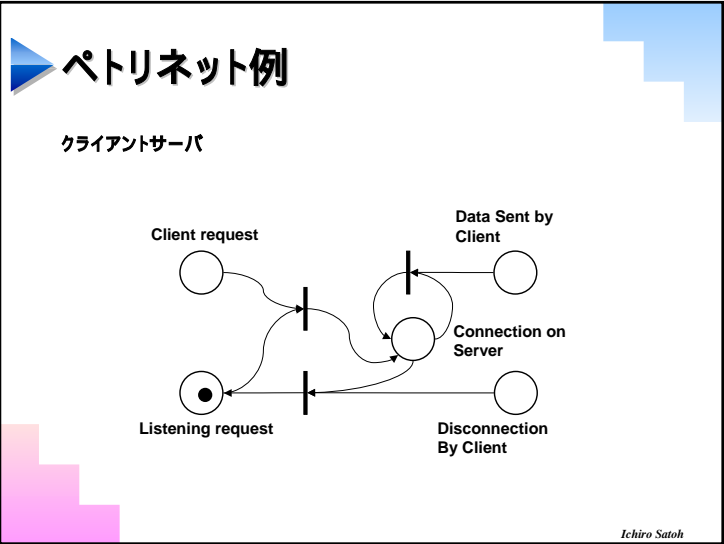 ペトリネット例
クライアントサーバ
Data Sent by
Client
Client request
Connection on
Server
Listening request
Disconnection
By Client
Ichiro Satoh